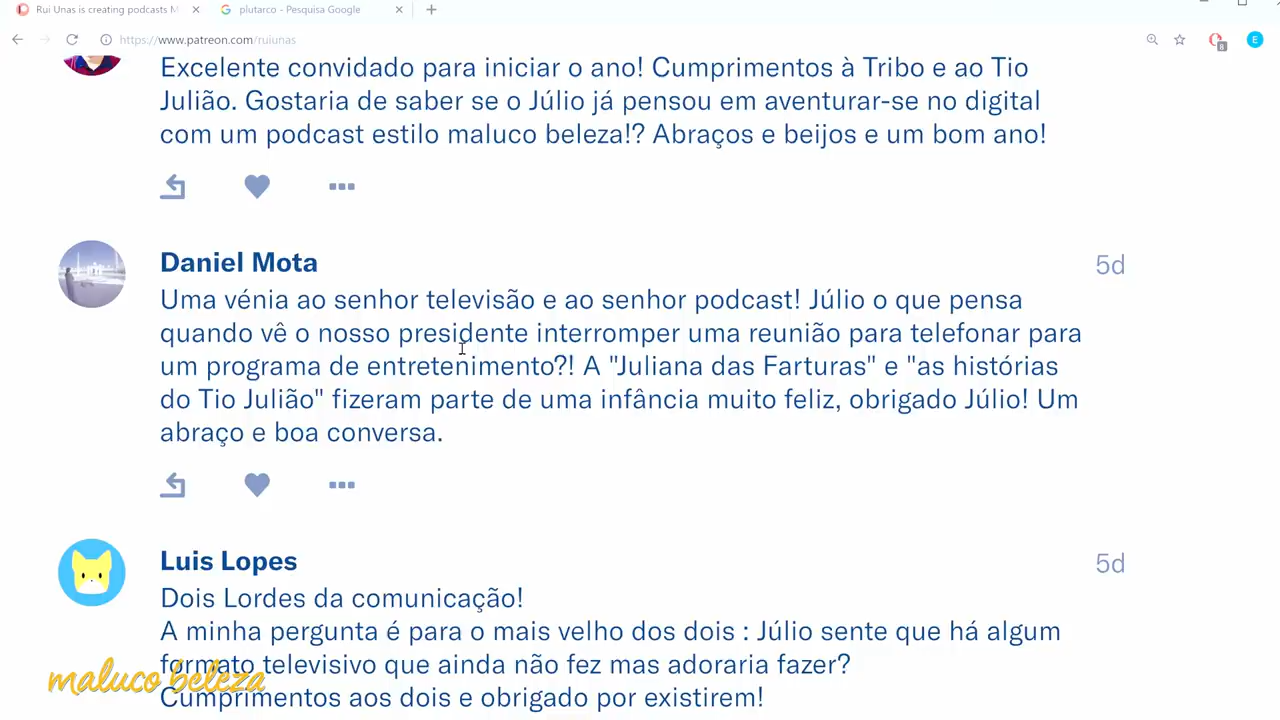 Rui Unas is creating podcasts M
plutarco - Pesquisa Google
https://www.patreon.com/ruiunas
E
Excelente convidado para iniciar o ano! Cumprimentos à Tribo e ao Tio
Julião. Gostaria de saber se o Júlio já pensou em aventurar-se no digital
com um podcast estilo maluco beleza!? Abraços e beijos e um bom ano!
Daniel Mota
5d
Uma vénia ao senhor televisão e ao senhor podcast! Júlio o que pensa
quando vê o nosso presidente interromper uma reunião para telefonar para
um programa de entretenimento?! A "Juliana das Farturas" e "as histórias
do Tio Julião" fizeram parte de uma infância muito feliz, obrigado Júlio! Um
abraço e boa conversa.
Luis Lopes
5d
Dois Lordes da comunicação!
A minha pergunta é para o mais velho dos dois : Júlio sente que há algum
formato televisivo que ainda não fez mas adoraria fazer?
maluco beleza
Cumprimentos aos dois e obrigado por existirem!